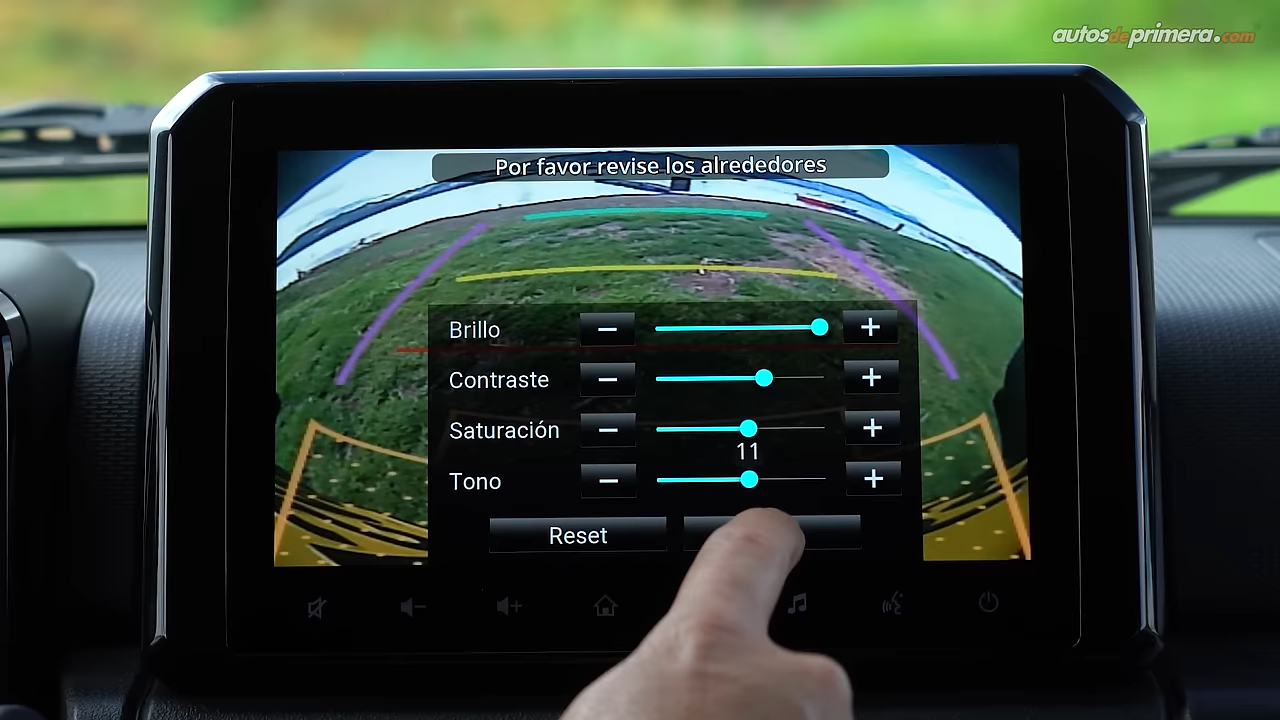 autosdeprimera.com
Por favor revise los alrededores
Brillo
Contraste
Saturación
11
Tono
Reset